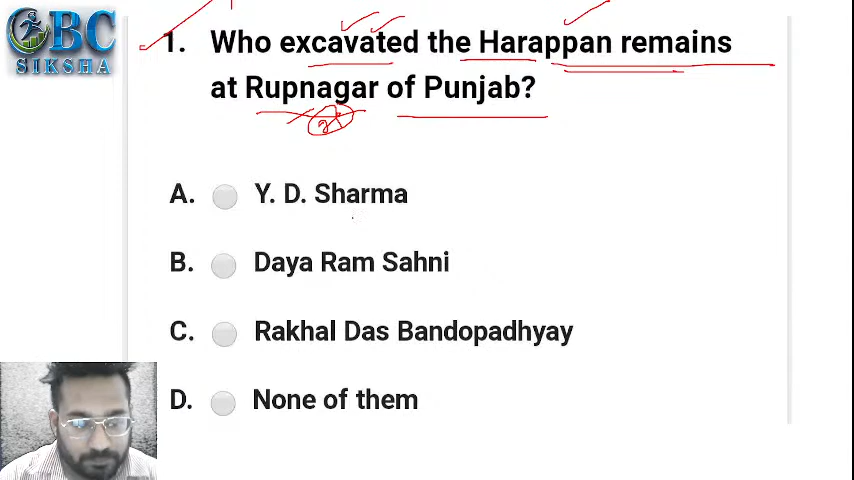 OBC
SIKSHA
1. Who excavated the Harappan remains
at Rupnagar of Punjab?
A. Y. D. Sharma
B. Daya Ram Sahni
C. Rakhal Das Bandopadhyay
D. None of them